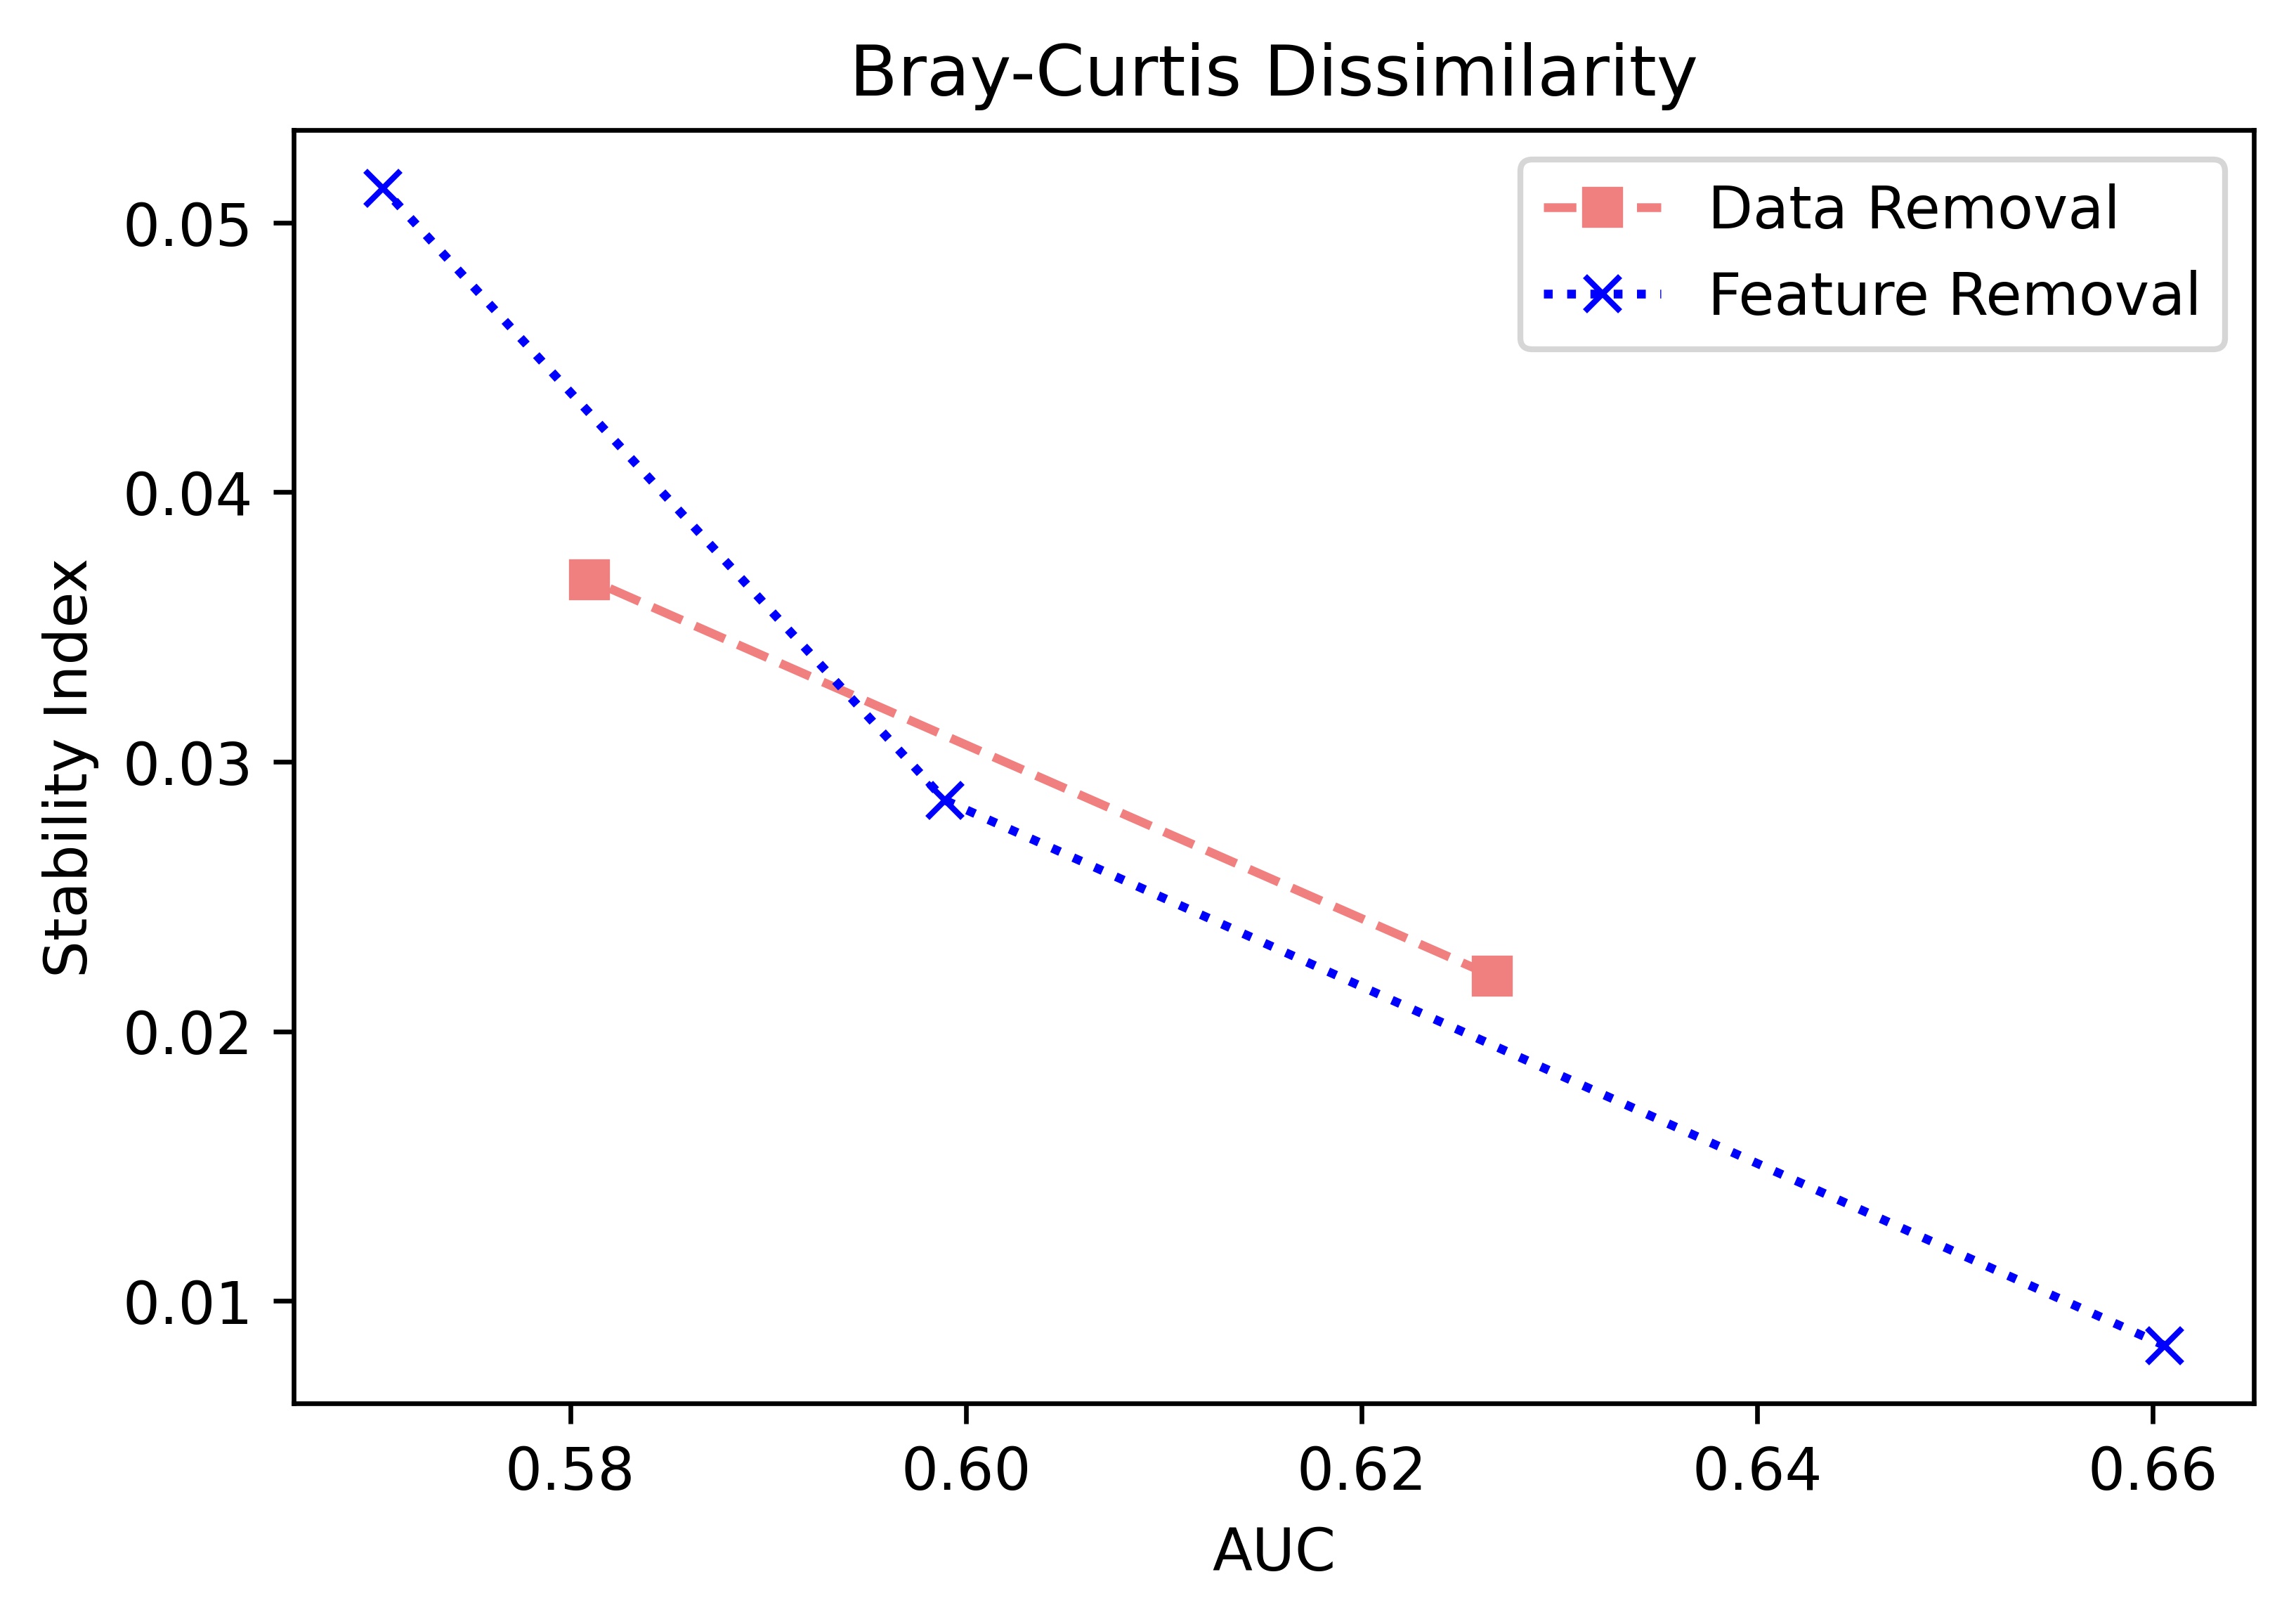 Bray-Curtis Dissimilarity
Data Removal
Feature Removal
Stability Index
0.05
0.04
0.03
0.02
0.01
0.58 0.60 0.62 0.64 0.66
AUC